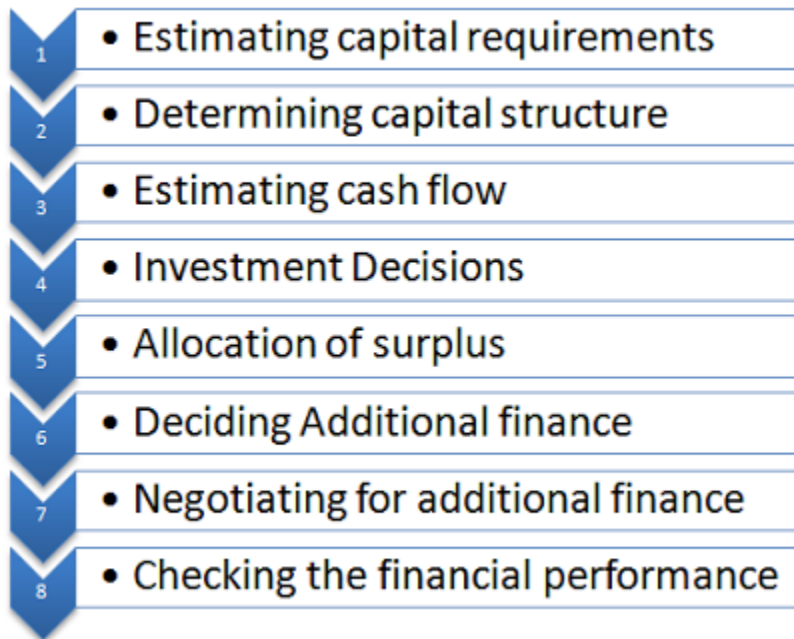 1 • Estimating capital requirements
2 • Determining capital structure
3 • Estimating cash flow
4 • Investment Decisions
5 • Allocation of surplus
6 • Deciding Additional finance
7 • Negotiating for additional finance
8 • Checking the financial performance